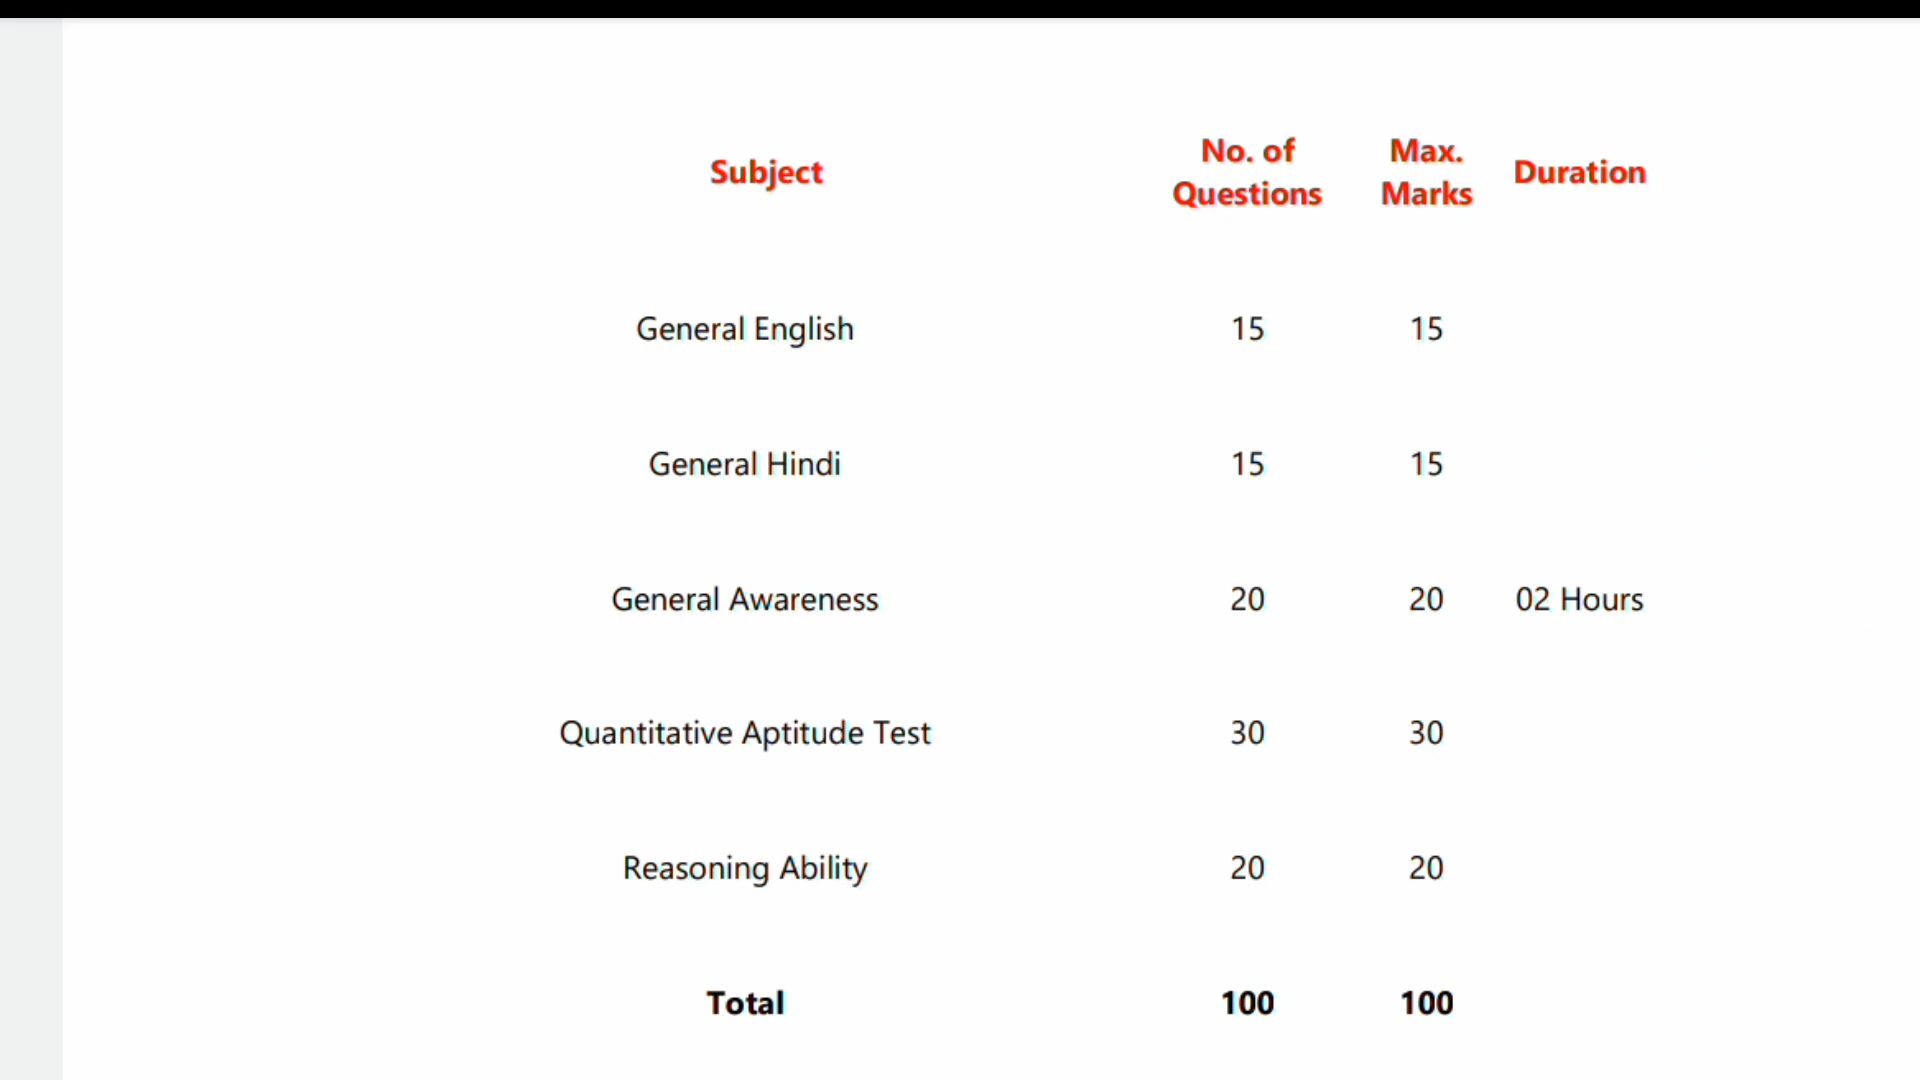 Subject No. of Questions Max. Marks Duration
General English 15 15
General Hindi 15 15
General Awareness 20 20 02 Hours
Quantitative Aptitude Test 30 30
Reasoning Ability 20 20
Total 100 100